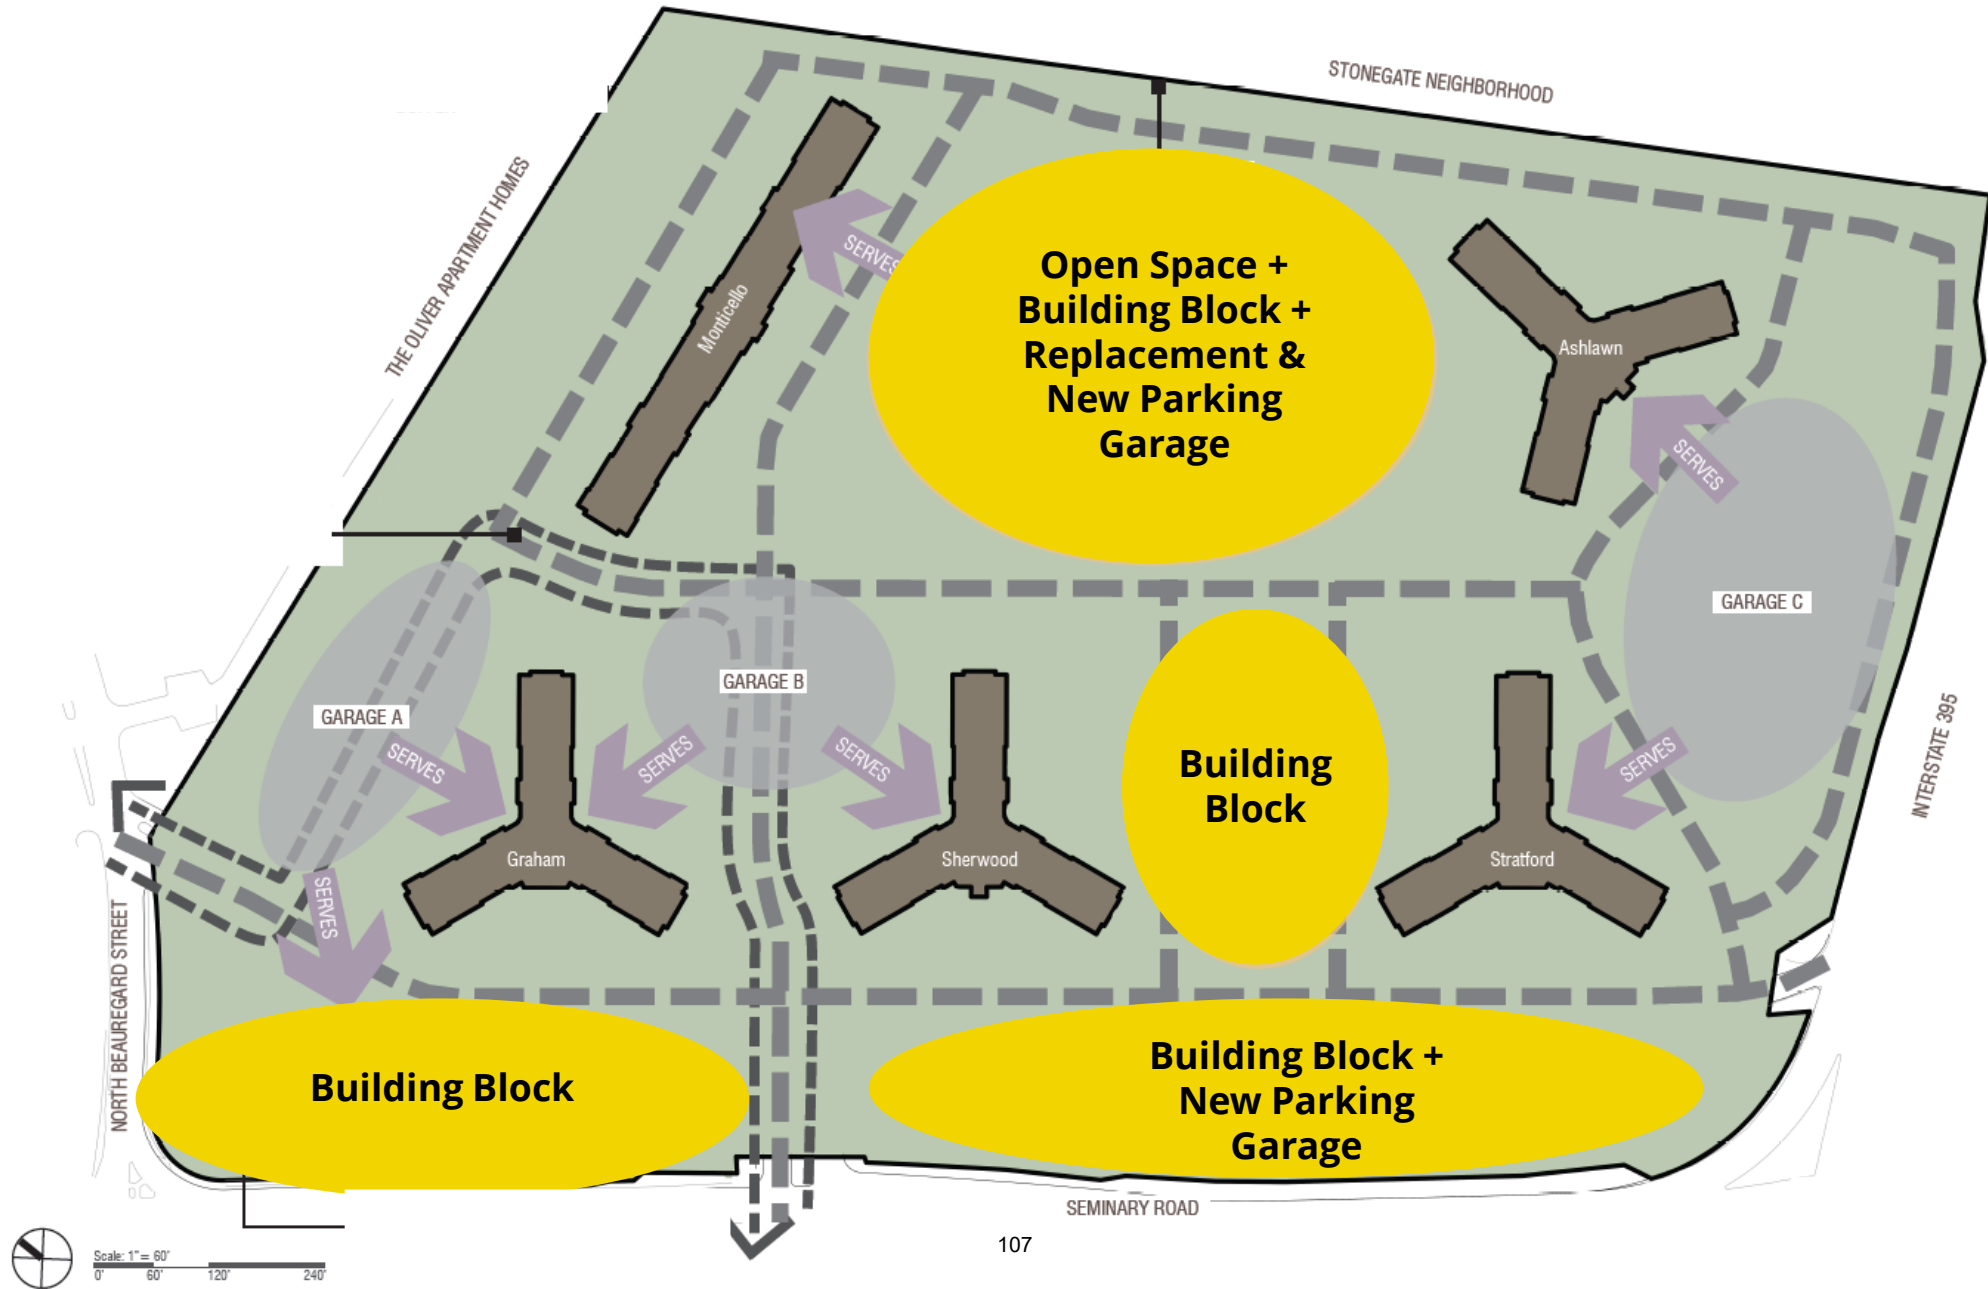 STONEGATE NEIGHBORHOOD
THE OLIVER APARTMENT HOMES
Monticello
SERVES
Open Space +
Building Block +
Replacement &
New Parking
Garage
Ashlawn
SERVES
GARAGE C
GARAGE A
GARAGE B
SERVES
SERVES
SERVES
SERVES
Building
Block
INTERSTATE 395
Graham
Sherwood
Stratford
SERVES
NORTH BEAUREGARD STREET
Building Block
Building Block +
New Parking
Garage
SEMINARY ROAD
107
Scale: 1"= 60'
0' 60' 120' 240'